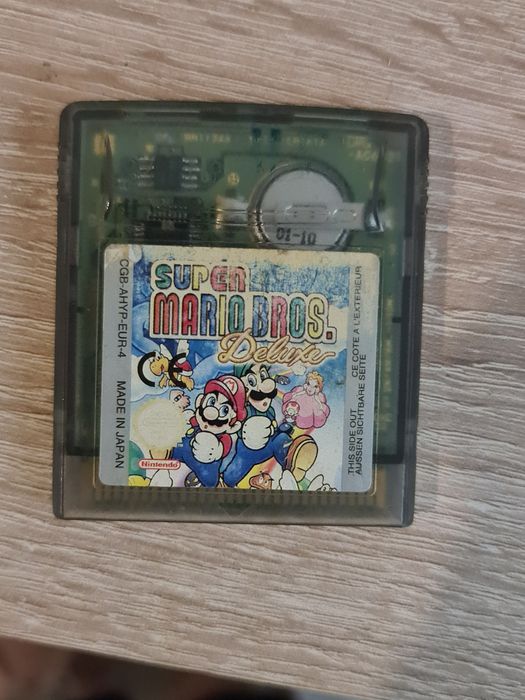 01-10
SUPER
MARIO BROS.
Deluxe
CE
Nintendo
CGB-AHYP-EUR-4
MADE IN JAPAN
CE COTE A L'EXTERIEUR
THIS SIDE OUT
AUSSEN SICHTBARE SEITE